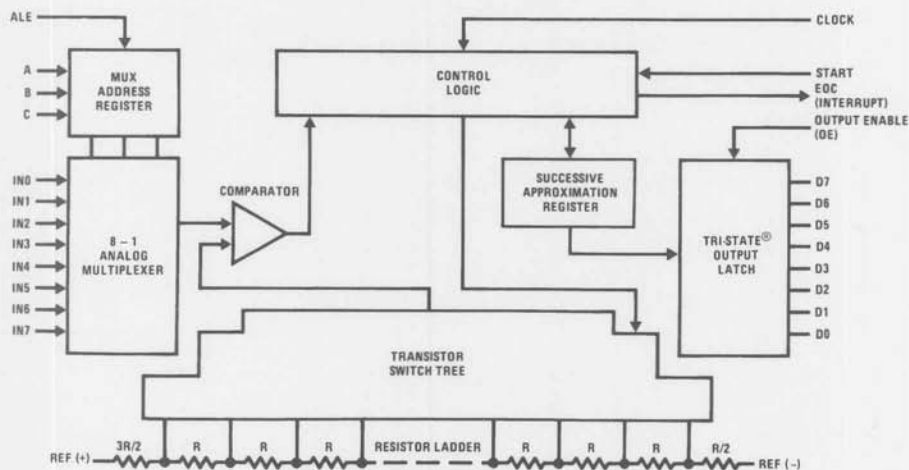 ALE
CLOCK
A
B
C
MUX
ADDRESS
REGISTER
CONTROL
LOGIC
START
EOC
(INTERRUPT)
OUTPUT ENABLE
(OE)
IN0
IN1
IN2
IN3
IN4
IN5
IN6
IN7
8 – 1
ANALOG
MULTIPLEXER
COMPARATOR
SUCCESSIVE
APPROXIMATION
REGISTER
TRI-STATE®
OUTPUT
LATCH
D7
D6
D5
D4
D3
D2
D1
D0
TRANSISTOR
SWITCH TREE
REF (+)
3R/2
R
R
R
RESISTOR LADDER
R
R
R
R/2
REF (–)